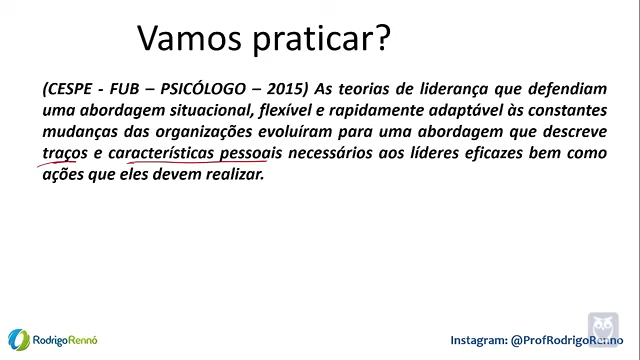 Vamos praticar?
(CESPE - FUB – PSICÓLOGO – 2015) As teorias de liderança que defendiam
uma abordagem situacional, flexível e rapidamente adaptável às constantes
mudanças das organizações evoluíram para uma abordagem que descreve
traços e características pessoais necessários aos líderes eficazes bem como
ações que eles devem realizar.
RodrigoRennó
Instagram: @ProfRodrigoRenno